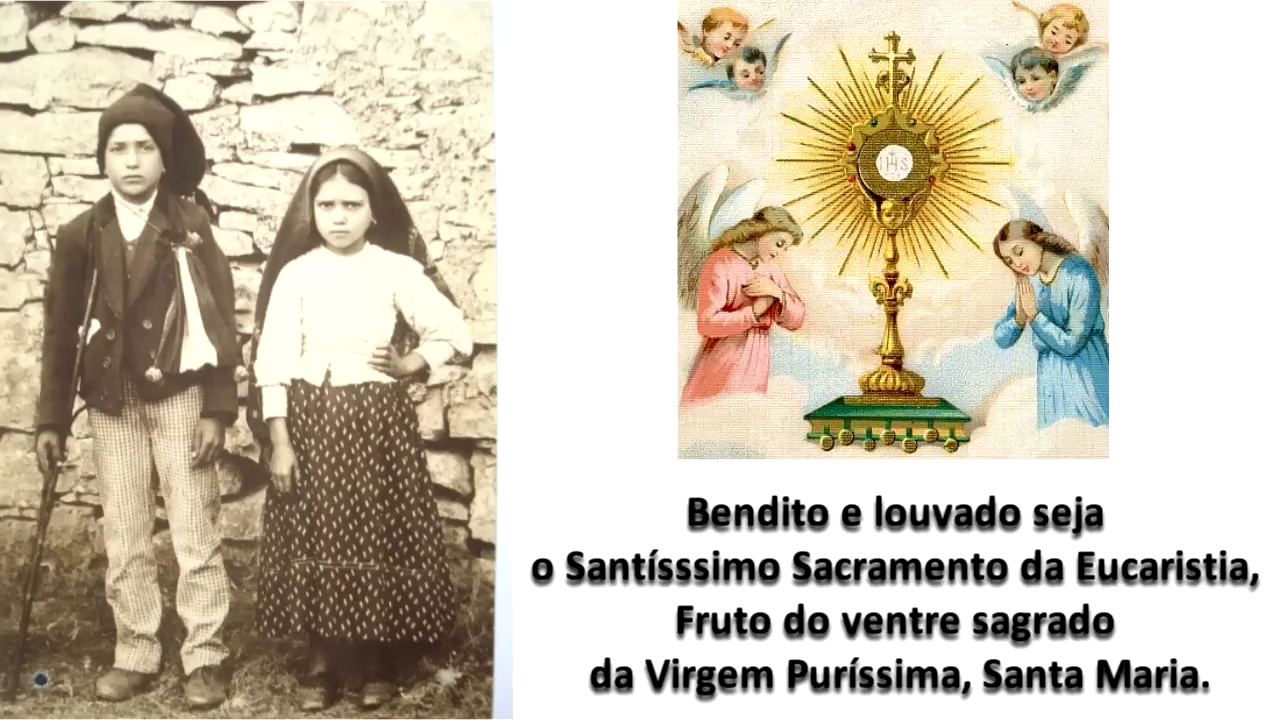 IHS
Bendito e louvado seja
o Santísssimo Sacramento da Eucaristia,
Fruto do ventre sagrado
da Virgem Puríssima, Santa Maria.